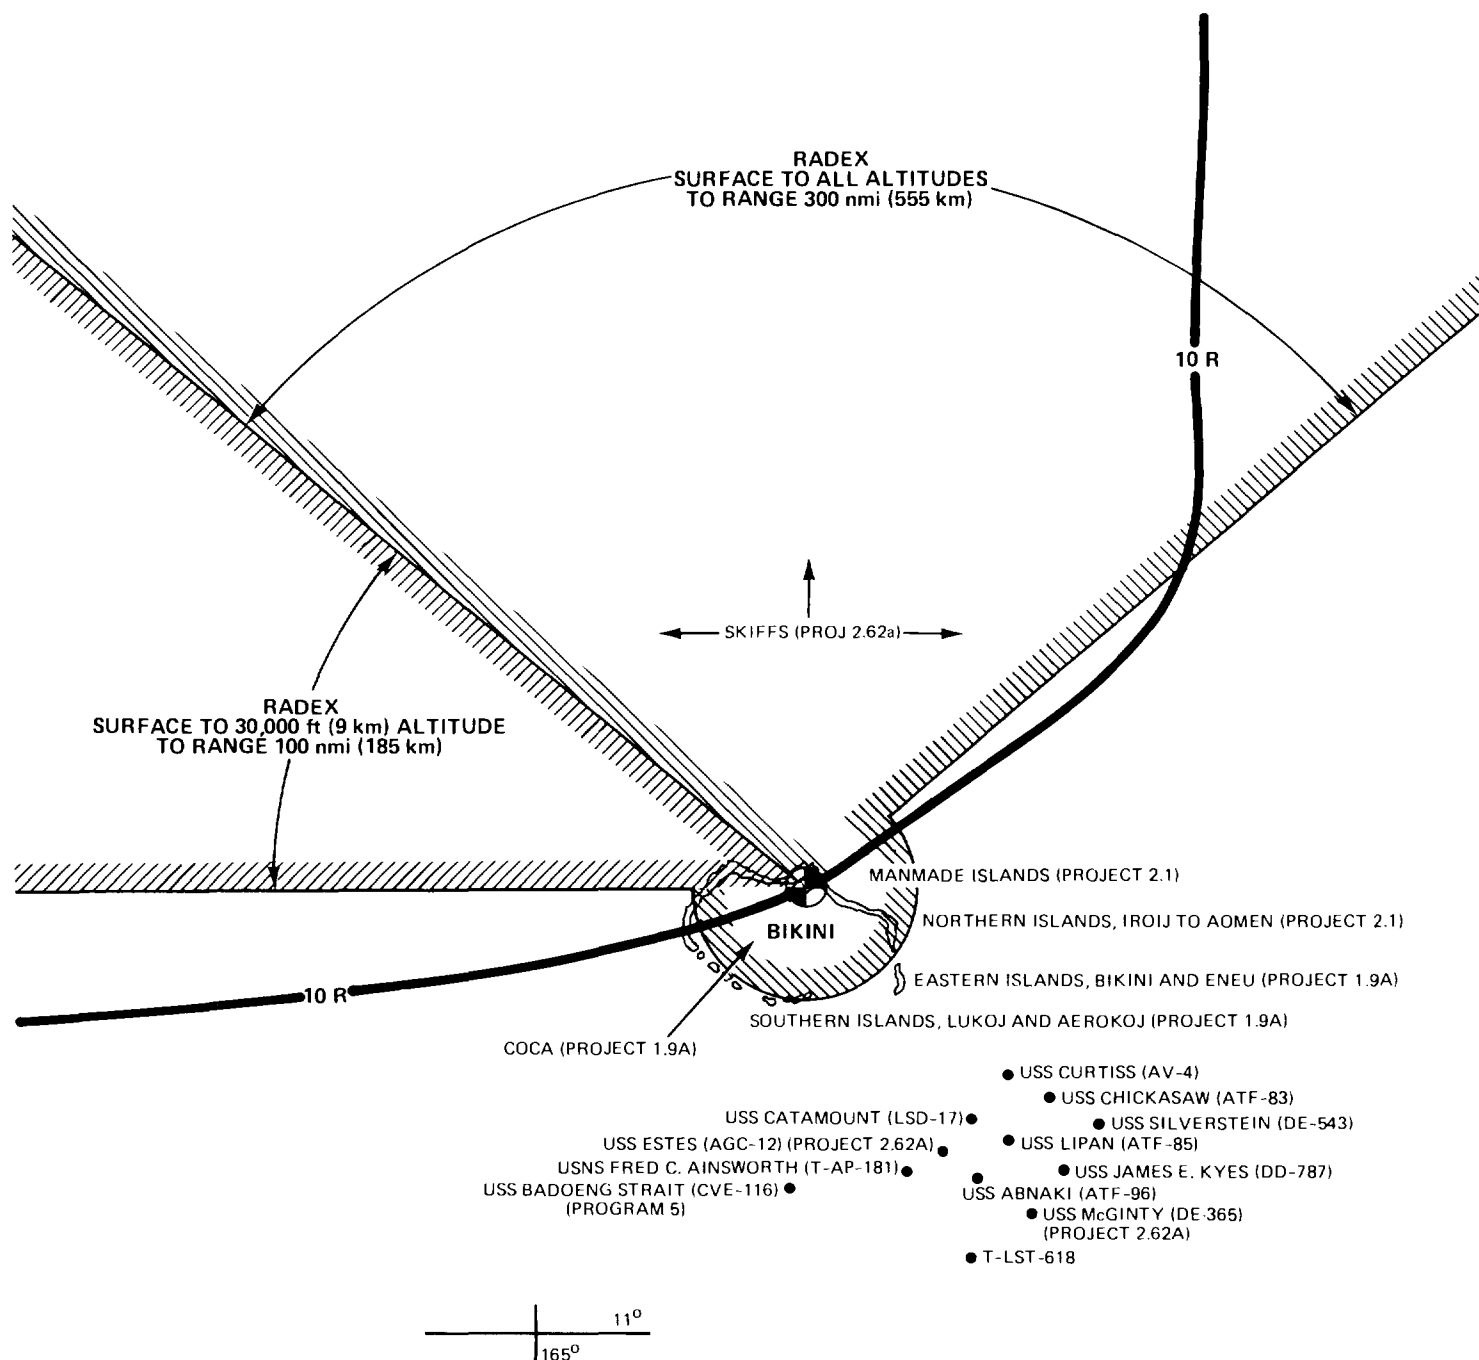 RADEX
SURFACE TO ALL ALTITUDES
TO RANGE 300 nmi (555 km)
10 R
SKIFFS (PROJ 2.62a)
RADEX
SURFACE TO 30,000 ft (9 km) ALTITUDE
TO RANGE 100 nmi (185 km)
MANMADE ISLANDS (PROJECT 2.1)
NORTHERN ISLANDS, IROIJ TO AOMEN (PROJECT 2.1)
BIKINI
EASTERN ISLANDS, BIKINI AND ENEU (PROJECT 1.9A)
10 R
SOUTHERN ISLANDS, LUKOJ AND AEROKOJ (PROJECT 1.9A)
COCA (PROJECT 1.9A)
USS CURTISS (AV-4)
USS CHICKASAW (ATF-83)
USS CATAMOUNT (LSD-17)
USS SILVERSTEIN (DE-543)
USS ESTES (AGC-12) (PROJECT 2.62A)
USS LIPAN (ATF-85)
USNS FRED C. AINSWORTH (T-AP-181)
USS JAMES E. KYES (DD-787)
USS BADOENG STRAIT (CVE-116)
(PROGRAM 5)
USS ABNAKI (ATF-96)
USS McGINTY (DE-365)
(PROJECT 2.62A)
T-LST-618
11°
165°